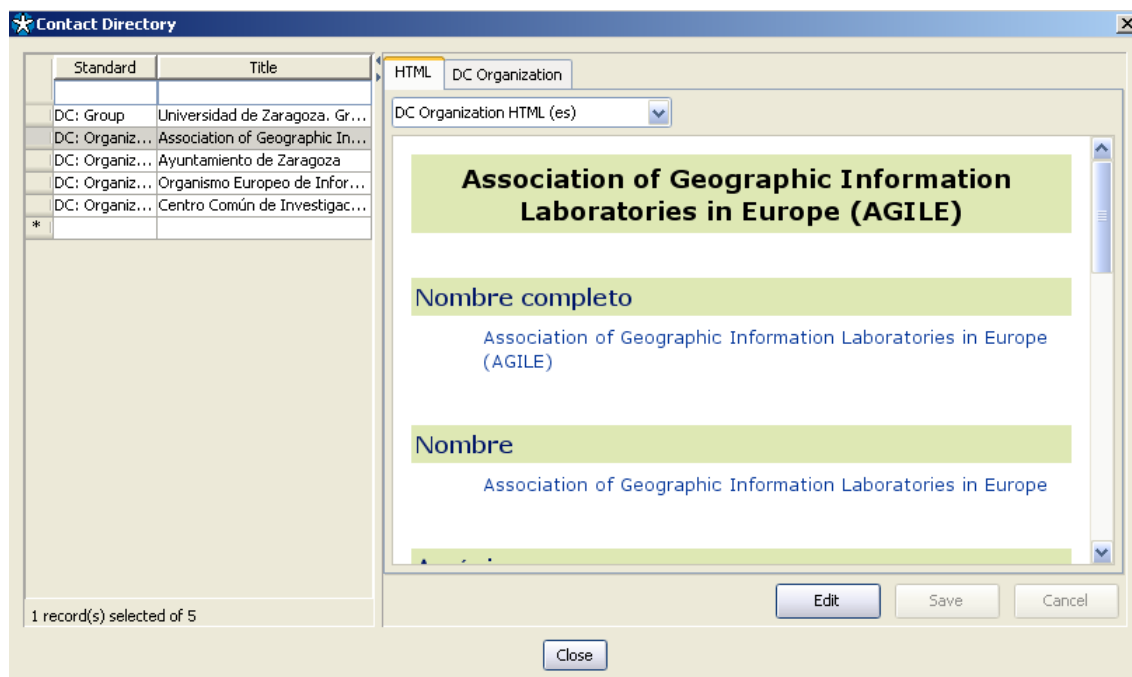 Contact Directory
Standard Title
DC: Group Universidad de Zaragoza. Gr...
DC: Organiz... Association of Geographic In...
DC: Organiz... Ayuntamiento de Zaragoza
DC: Organiz... Organismo Europeo de Infor...
DC: Organiz... Centro Común de Investigac...
*
1 record(s) selected of 5
HTML DC Organization
DC Organization HTML (es)
Association of Geographic Information
Laboratories in Europe (AGILE)
Nombre completo
Association of Geographic Information Laboratories in Europe
(AGILE)
Nombre
Association of Geographic Information Laboratories in Europe
Edit Save Cancel
Close